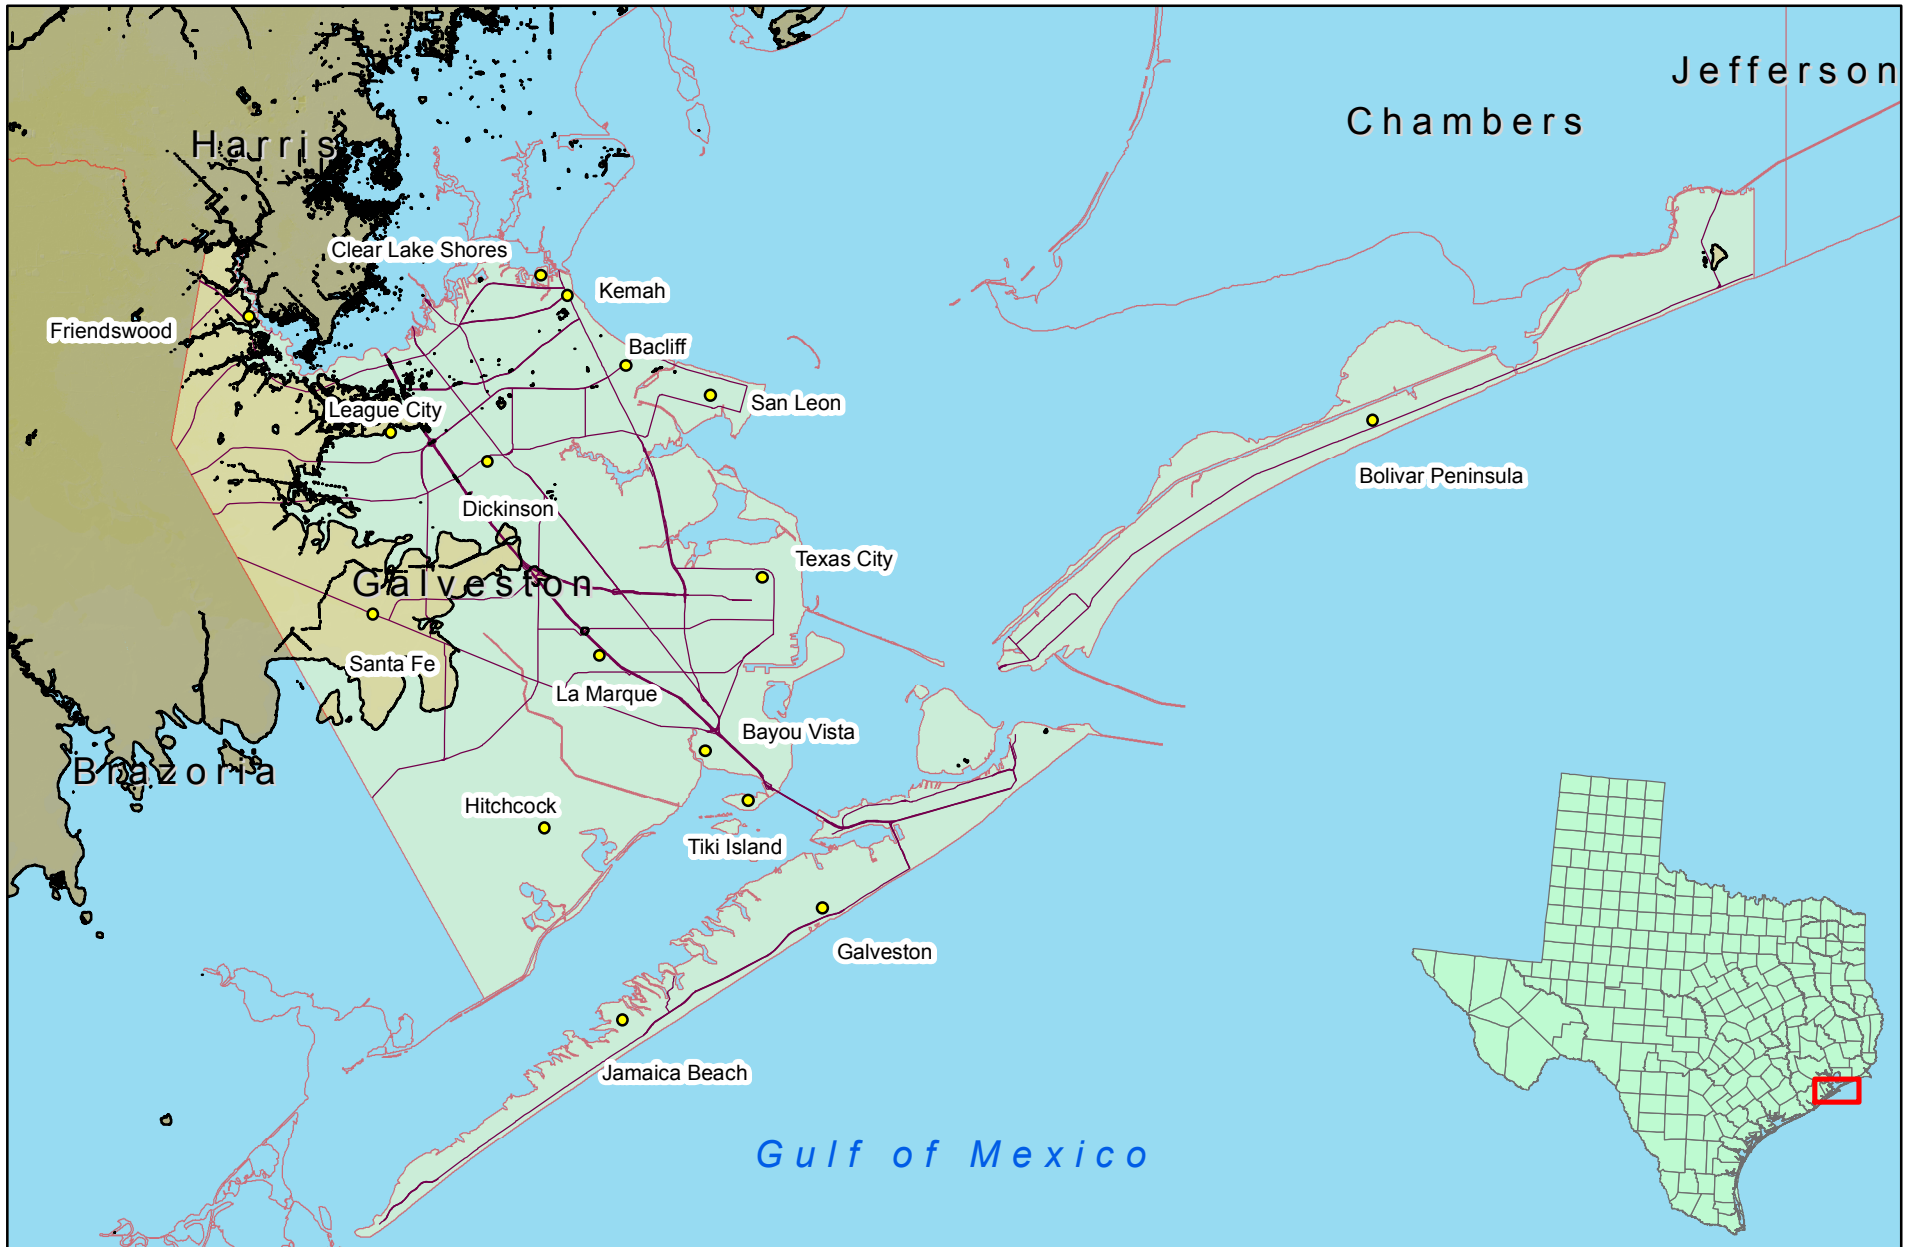 Jefferson
Chambers
Harris
Clear Lake Shores
Kemah
Friendswood
Bacliff
San Leon
League City
Bolivar Peninsula
Dickinson
Texas City
Galveston
Santa Fe
La Marque
Bayou Vista
Brazoria
Hitchcock
Tiki Island
Galveston
Jamaica Beach
Gulf of Mexico